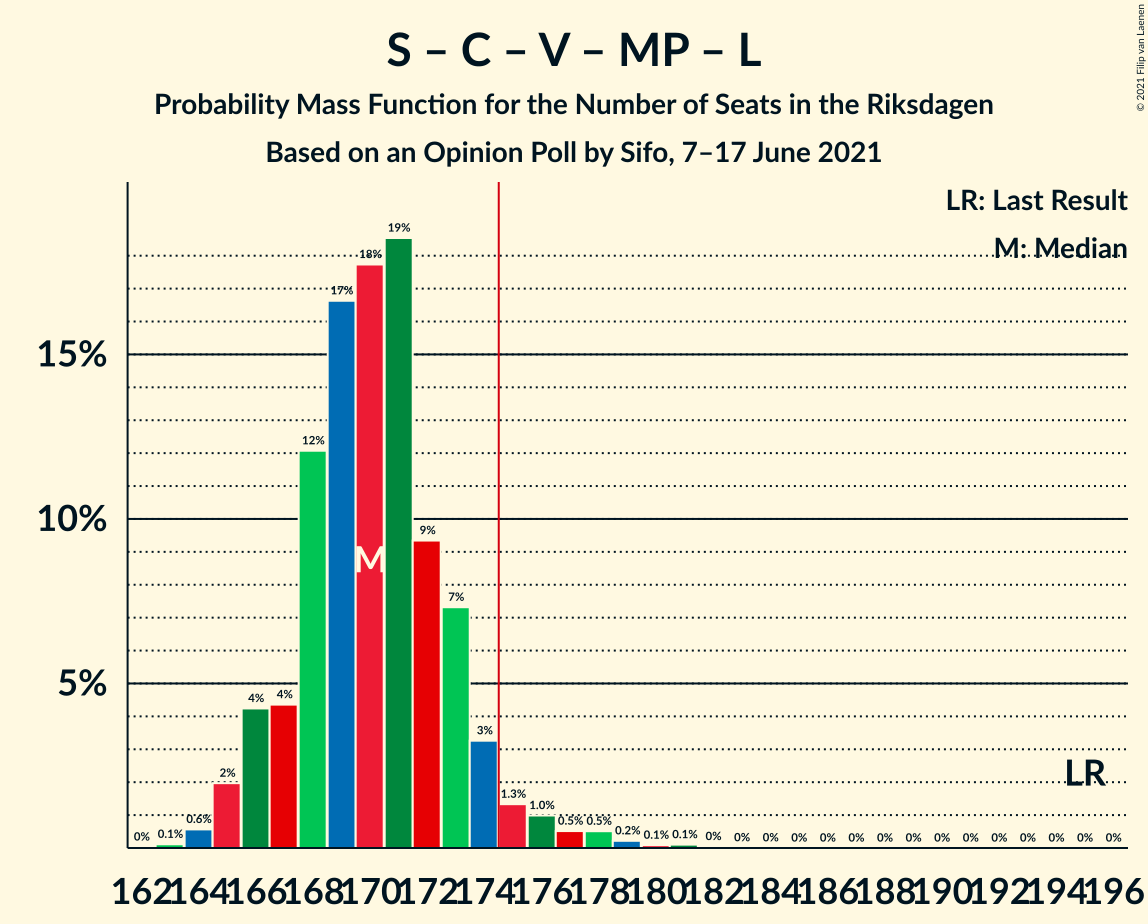 © 2021 Filip van Laenen
S – C – V – MP – L
Probability Mass Function for the Number of Seats in the Riksdagen
Based on an Opinion Poll by Sifo, 7–17 June 2021
LR: Last Result
M: Median
15%
10%
5%
0% 0.1% 0.6% 2% 4% 4% 12% 17% 18% 19% 9% 7% 3% 1.3% 1.0% 0.5% 0.5% 0.2% 0.1% 0.1% 0% 0% 0% 0% 0% 0% 0% 0% 0% 0% 0% 0% 0% 0% 0%
M
LR
162 164 166 168 170 172 174 176 178 180 182 184 186 188 190 192 194 196